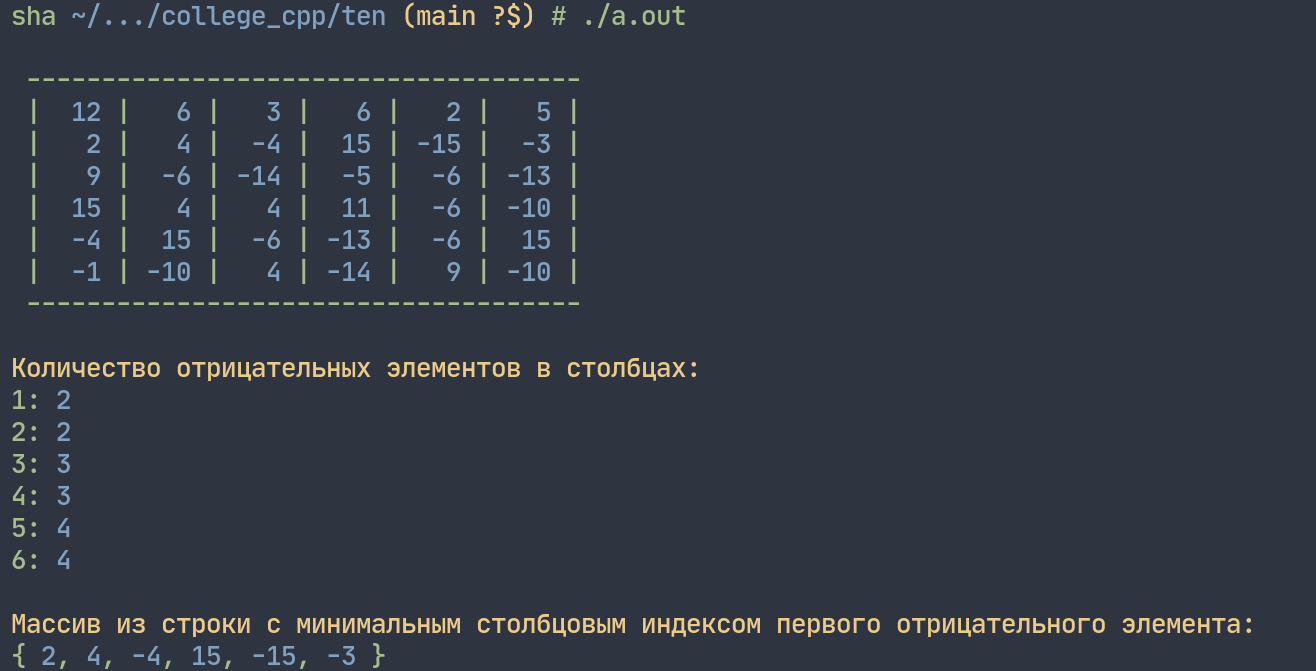 sha ~/.../college_cpp/ten (main ?$) # ./a.out
-------------------------------------
| 12 | 6 | 3 | 6 | 2 | 5 |
| 2 | 4 | -4 | 15 | -15 | -3 |
| 9 | -6 | -14 | -5 | -6 | -13 |
| 15 | 4 | 4 | 11 | -6 | -10 |
| -4 | 15 | -6 | -13 | -6 | 15 |
| -1 | -10 | 4 | -14 | 9 | -10 |
-------------------------------------
Количество отрицательных элементов в столбцах:
1: 2
2: 2
3: 3
4: 3
5: 4
6: 4
Массив из строки с минимальным столбцовым индексом первого отрицательного элемента:
{ 2, 4, -4, 15, -15, -3 }